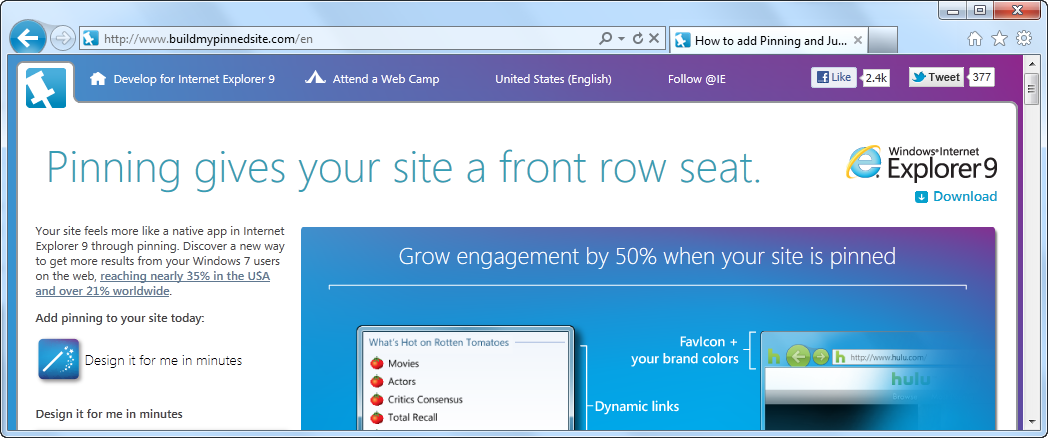 http://www.buildmypinnedsite.com/en
How to add Pinning and Ju...
Develop for Internet Explorer 9
Attend a Web Camp
United States (English)
Follow @IE
Like
2.4k
Tweet
377
Pinning gives your site a front row seat.
Windows Internet
Explorer 9
Download
Your site feels more like a native app in Internet
Explorer 9 through pinning. Discover a new way
to get more results from your Windows 7 users
on the web, reaching nearly 35% in the USA
and over 21% worldwide.
Add pinning to your site today:
Design it for me in minutes
Design it for me in minutes
Grow engagement by 50% when your site is pinned
What's Hot on Rotten Tomatoes
Movies
Actors
Critics Consensus
Total Recall
Dynamic links
FavIcon +
your brand colors
h
h
http://www.hulu.com/
hulu